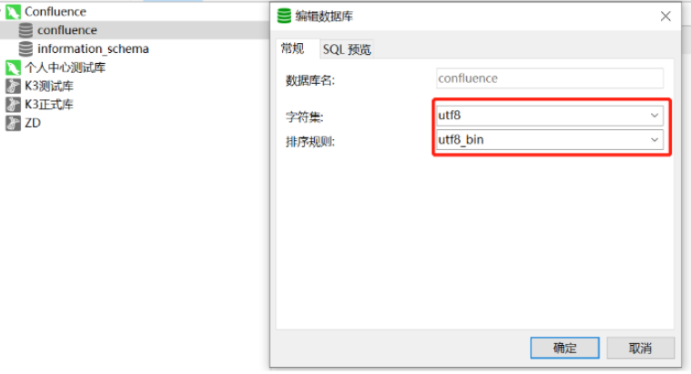 Confluence
confluence
information_schema
个人中心测试库
K3测试库
K3正式库
ZD
编辑数据库
常规
SQL 预览
数据库名:
confluence
字符集:
utf8
排序规则:
utf8_bin
确定
取消